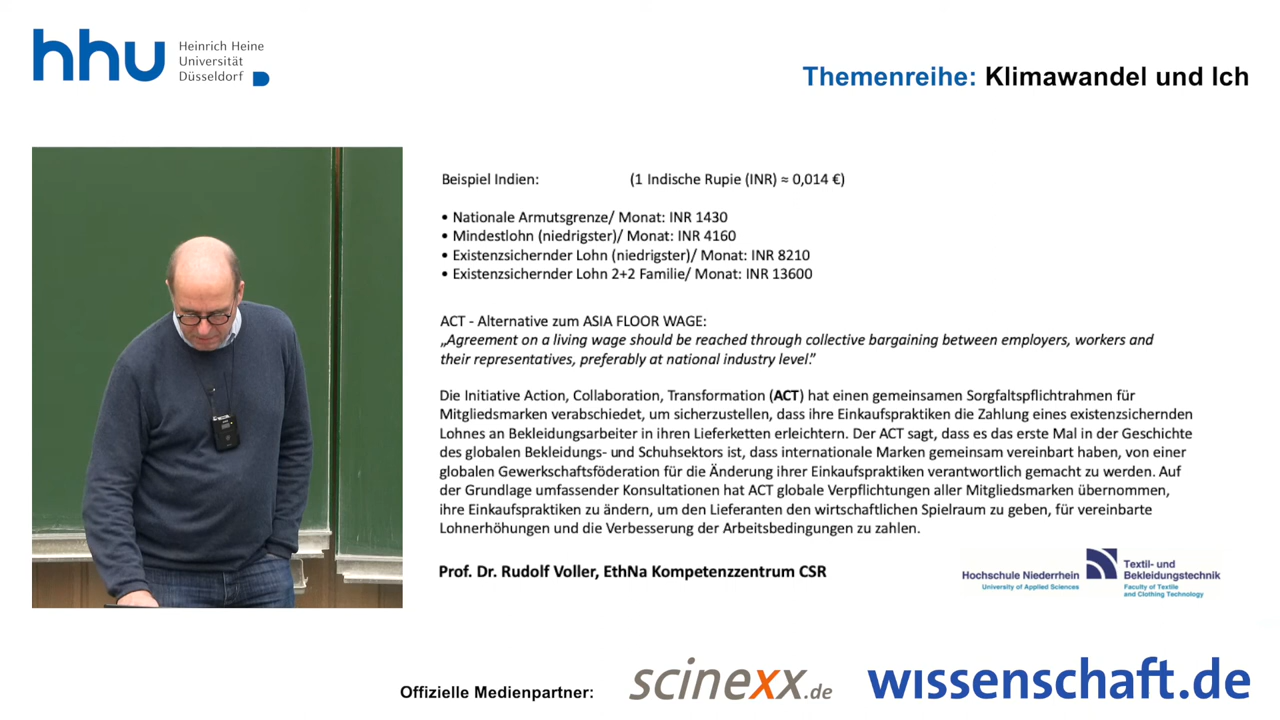 hhu Heinrich Heine
Universität
Düsseldorf
Themenreihe: Klimawandel und Ich
Beispiel Indien: (1 Indische Rupie (INR) ≈ 0,014 €)
• Nationale Armutsgrenze/ Monat: INR 1430
• Mindestlohn (niedrigster)/ Monat: INR 4160
• Existenzsichernder Lohn (niedrigster)/ Monat: INR 8210
• Existenzsichernder Lohn 2+2 Familie/ Monat: INR 13600
ACT - Alternative zum ASIA FLOOR WAGE:
„Agreement on a living wage should be reached through collective bargaining between employers, workers and
their representatives, preferably at national industry level.”
Die Initiative Action, Collaboration, Transformation (ACT) hat einen gemeinsamen Sorgfaltspflichtrahmen für
Mitgliedsmarken verabschiedet, um sicherzustellen, dass ihre Einkaufspraktiken die Zahlung eines existenzsichernden
Lohnes an Bekleidungsarbeiter in ihren Lieferketten erleichtern. Der ACT sagt, dass es das erste Mal in der Geschichte
des globalen Bekleidungs- und Schuhsektors ist, dass internationale Marken gemeinsam vereinbart haben, von einer
globalen Gewerkschaftsföderation für die Änderung ihrer Einkaufspraktiken verantwortlich gemacht zu werden. Auf
der Grundlage umfassender Konsultationen hat ACT globale Verpflichtungen aller Mitgliedsmarken übernommen,
ihre Einkaufspraktiken zu ändern, um den Lieferanten den wirtschaftlichen Spielraum zu geben, für vereinbarte
Lohnerhöhungen und die Verbesserung der Arbeitsbedingungen zu zahlen.
Prof. Dr. Rudolf Voller, EthNa Kompetenzzentrum CSR
Hochschule Niederrhein
University of Applied Sciences
Textil- und
Bekleidungstechnik
Faculty of Textile
and Clothing Technology
Offizielle Medienpartner: scinexx.de wissenschaft.de